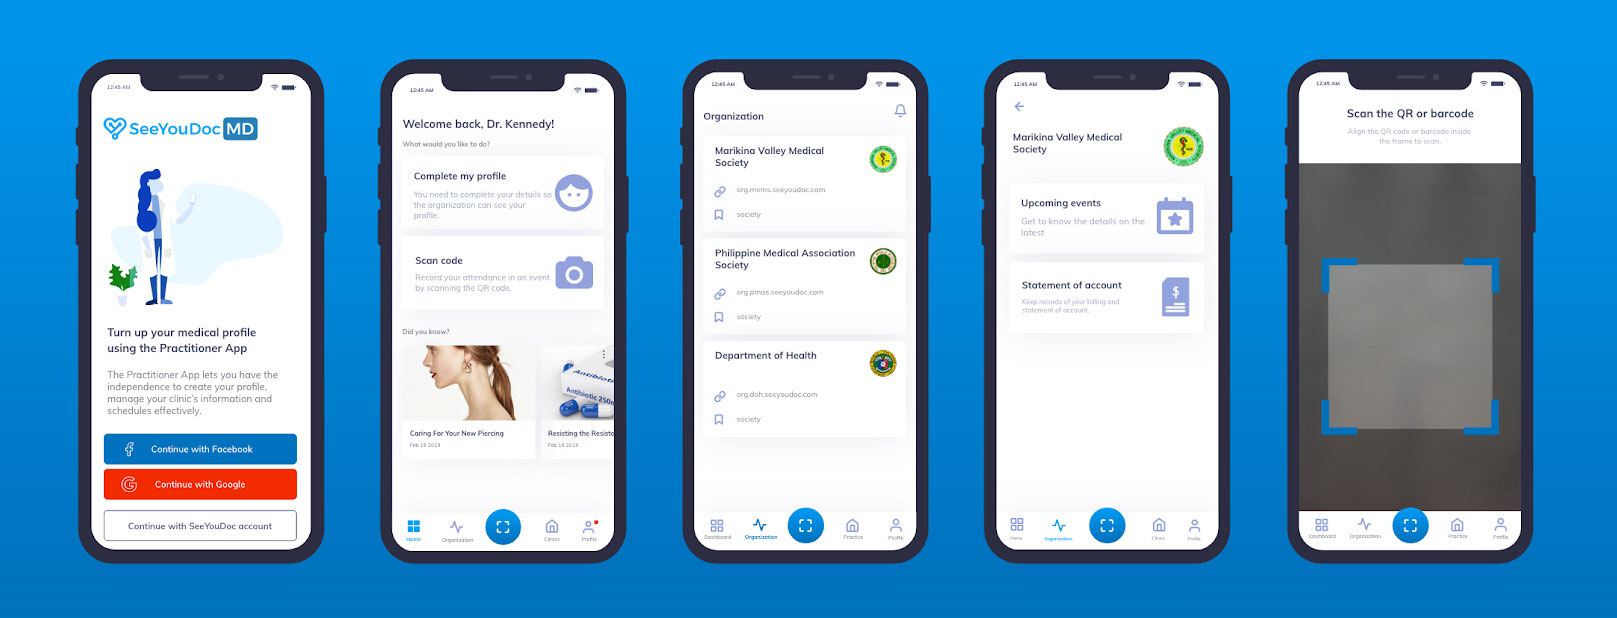 12:45 AM
SeeYouDoc MD
Turn up your medical profile
using the Practitioner App
The Practitioner App lets you have the
independence to create your profile,
manage your clinic's information and
schedules effectively.
Continue with Facebook
Continue with Google
Continue with SeeYouDoc account
12:45 AM
Welcome back, Dr. Kennedy!
What would you like to do?
Complete my profile
You need to complete your details so
the organization can see your
profile.
Scan code
Record your attendance in an event
by scanning the QR code.
Did you know?
Antibiotic
Antibiotic 250m
Caring For Your New Piercing
Feb 16 2019
Resisting the Resista
Feb 16 2019
Home
Organization
Clinics
Profile
12:45 AM
Organization
Marikina Valley Medical
Society
org.mvms.seeyoudoc.com
society
Philippine Medical Association
Society
org.pmas.seeyoudoc.com
society
Department of Health
org.doh.seeyoudoc.com
society
Dashboard
Organization
Practice
Profile
12:45 AM
Marikina Valley Medical
Society
Upcoming events
Get to know the details on the
latest
Statement of account
Keep records of your billing and
statement of account.
Home
Organization
Clinics
Profile
12:45 AM
Scan the QR or barcode
Align the QR code or barcode inside
the frame to scan.
Dashboard
Organization
Practice
Profile